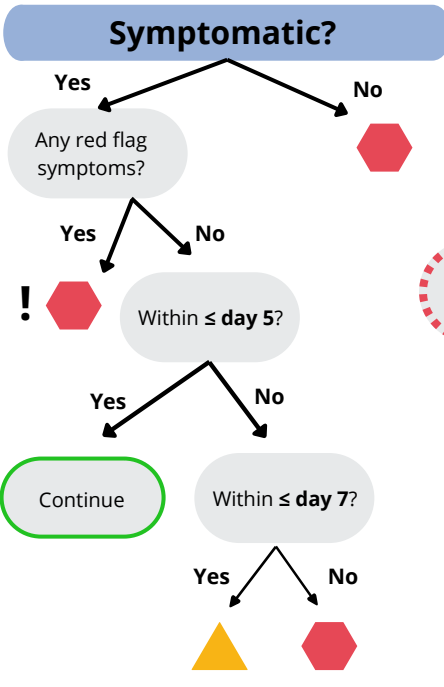 Symptomatic?
Yes
No
Any red flag
symptoms?
Yes
No
!
Within ≤ day 5?
Yes
No
Continue
Within ≤ day 7?
Yes
No